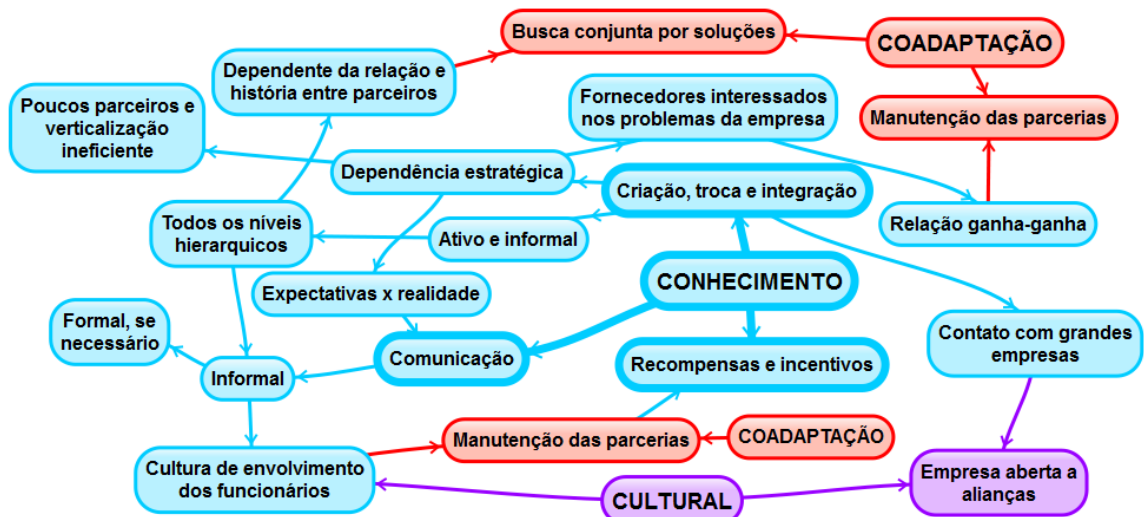 Busca conjunta por soluções
COADAPTAÇÃO
Dependente da relação e
história entre parceiros
Poucos parceiros e
verticalização
ineficiente
Fornecedores interessados
nos problemas da empresa
Manutenção das parcerias
Dependência estratégica
Criação, troca e integração
Todos os níveis
hierarquicos
Ativo e informal
Relação ganha-ganha
Expectativas x realidade
CONHECIMENTO
Formal, se
necessário
Contato com grandes
empresas
Comunicação
Recompensas e incentivos
Informal
Manutenção das parcerias
COADAPTAÇÃO
Cultura de envolvimento
dos funcionários
CULTURAL
Empresa aberta a
alianças